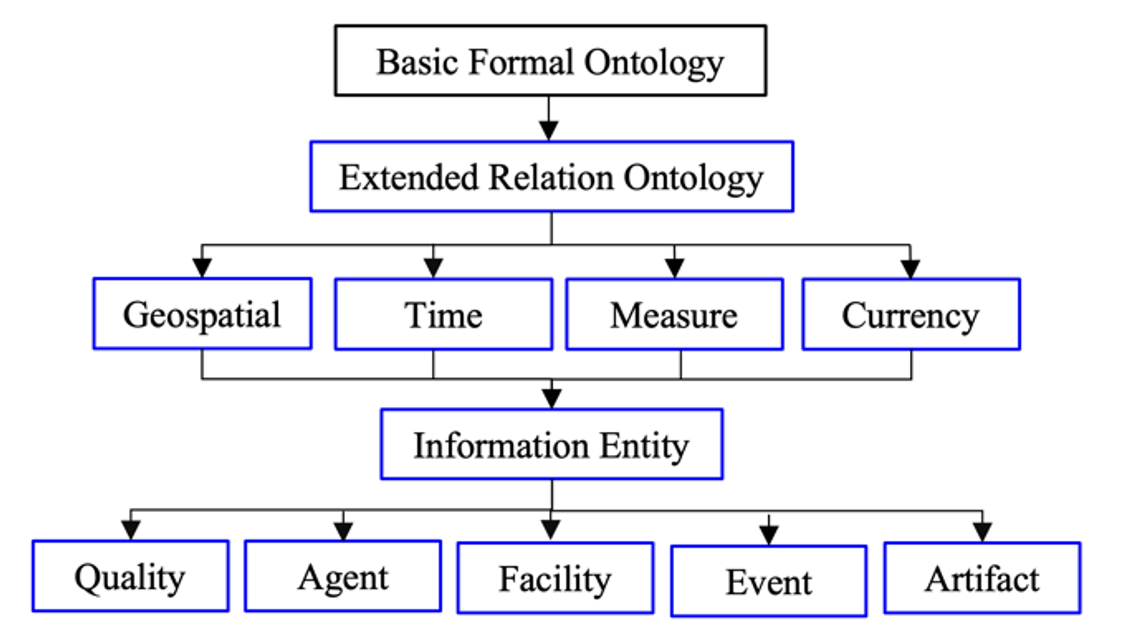 Basic Formal Ontology
Extended Relation Ontology
Geospatial
Time
Measure
Currency
Information Entity
Quality
Agent
Facility
Event
Artifact